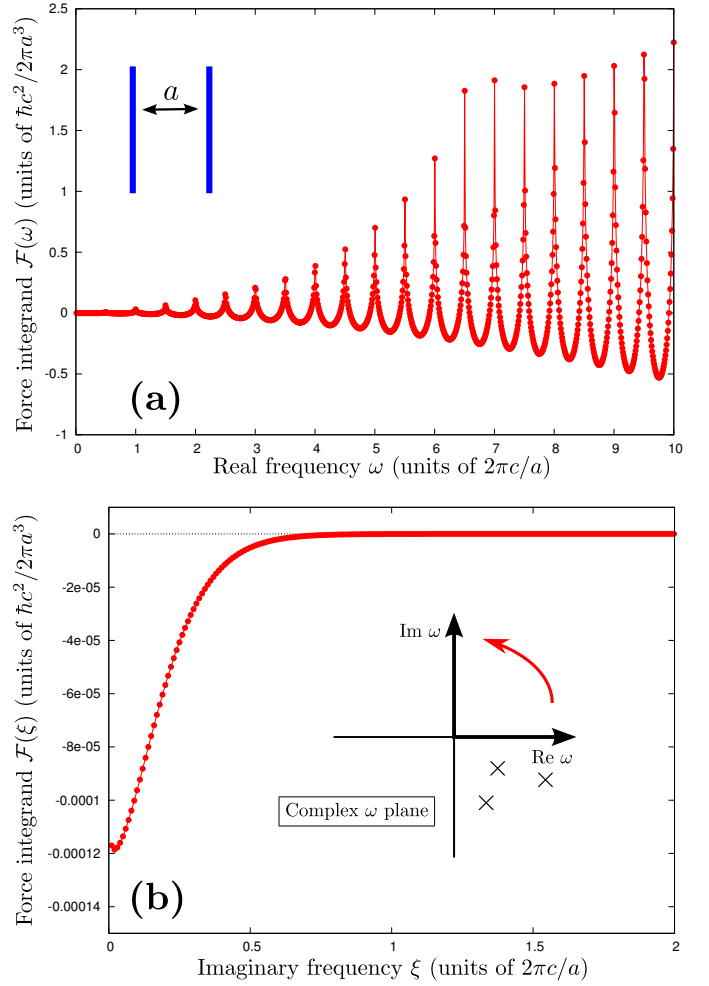 2.5
2
1.5
1
0.5
0
-0.5
-1
Force integrand ℱ(ω) (units of ħc²/2πa³)
a
(a)
0 1 2 3 4 5 6 7 8 9 10
Real frequency ω (units of 2πc/a)
0
-2e-05
-4e-05
-6e-05
-8e-05
-0.0001
-0.00012
-0.00014
Force integrand ℱ(ξ) (units of ħc²/2πa³)
Im ω
Re ω
Complex ω plane
(b)
0 0.5 1 1.5 2
Imaginary frequency ξ (units of 2πc/a)